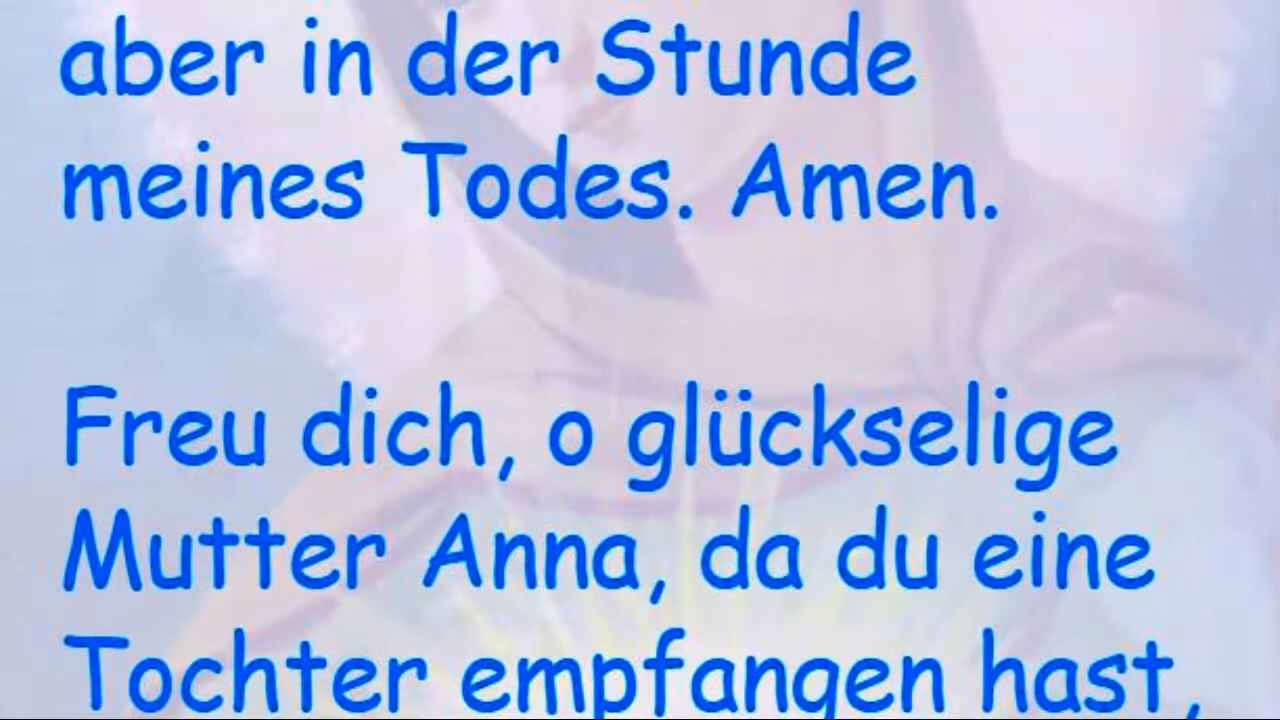 aber in der Stunde
meines Todes. Amen.
Freu dich, o glückselige
Mutter Anna, da du eine
Tochter empfangen hast,